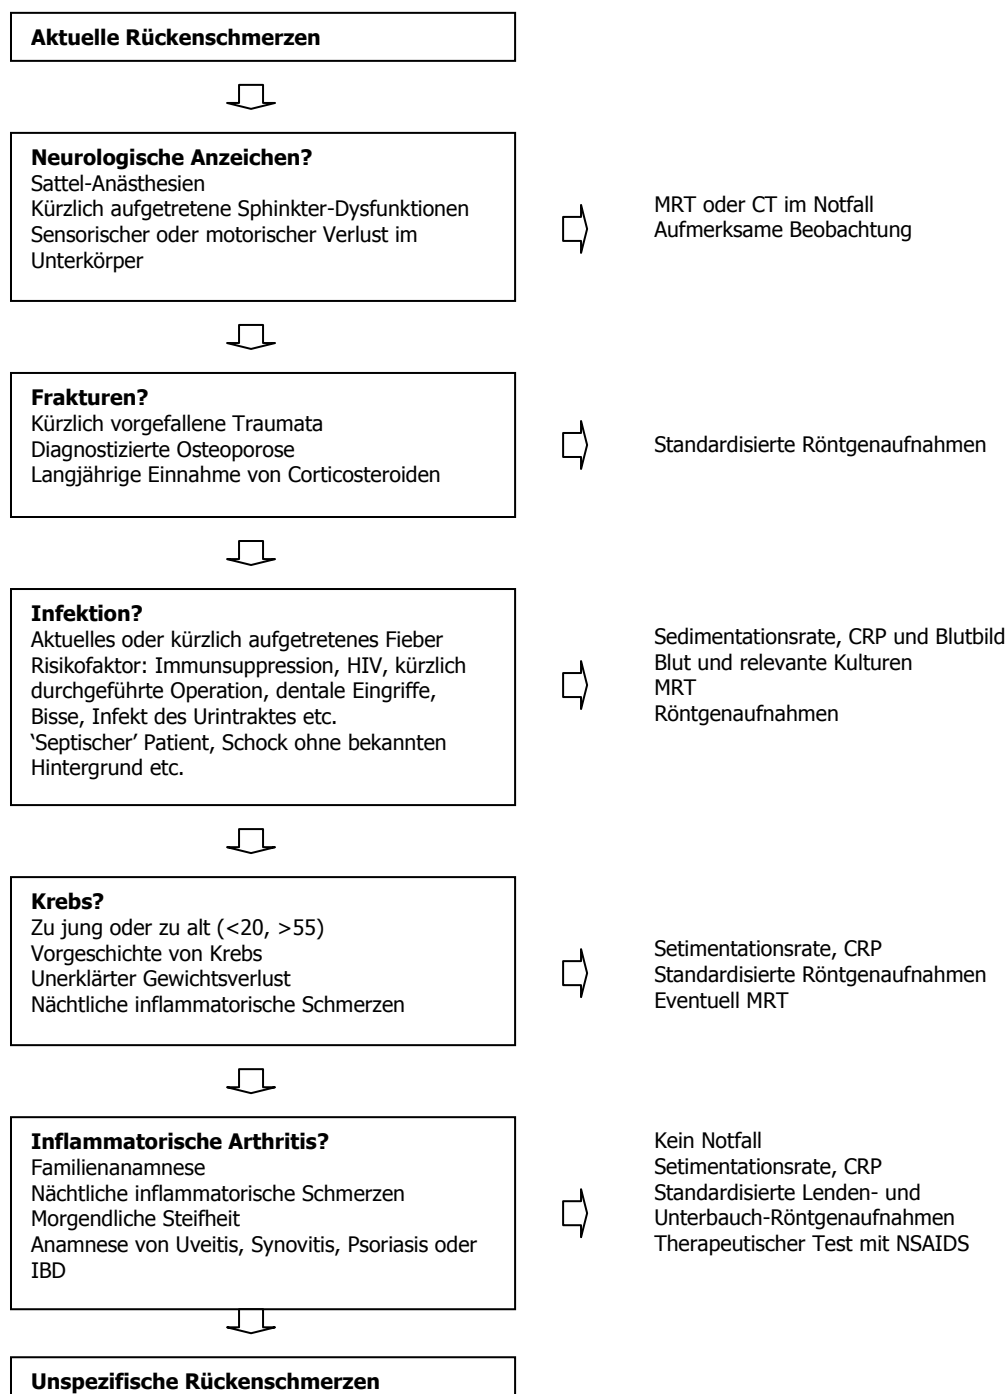 Aktuelle Rückenschmerzen
Neurologische Anzeichen?
Sattel-Anästhesien
Kürzlich aufgetretene Sphinkter-Dysfunktionen
Sensorischer oder motorischer Verlust im
Unterkörper
MRT oder CT im Notfall
Aufmerksame Beobachtung
Frakturen?
Kürzlich vorgefallene Traumata
Diagnostizierte Osteoporose
Langjährige Einnahme von Corticosteroiden
Standardisierte Röntgenaufnahmen
Infektion?
Aktuelles oder kürzlich aufgetretenes Fieber
Risikofaktor: Immunsuppression, HIV, kürzlich
durchgeführte Operation, dentale Eingriffe,
Bisse, Infekt des Urintraktes etc.
‘Septischer’ Patient, Schock ohne bekannten
Hintergrund etc.
Sedimentationsrate, CRP und Blutbild
Blut und relevante Kulturen
MRT
Röntgenaufnahmen
Krebs?
Zu jung oder zu alt (<20, >55)
Vorgeschichte von Krebs
Unerklärter Gewichtsverlust
Nächtliche inflammatorische Schmerzen
Setimentationsrate, CRP
Standardisierte Röntgenaufnahmen
Eventuell MRT
Inflammatorische Arthritis?
Familienanamnese
Nächtliche inflammatorische Schmerzen
Morgendliche Steifheit
Anamnese von Uveitis, Synovitis, Psoriasis oder
IBD
Kein Notfall
Setimentationsrate, CRP
Standardisierte Lenden- und
Unterbauch-Röntgenaufnahmen
Therapeutischer Test mit NSAIDS
Unspezifische Rückenschmerzen